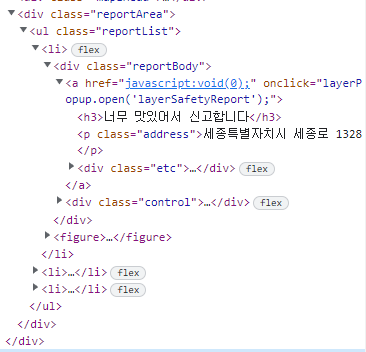 <div class="reportArea">
<ul class="reportList">
<li> flex
<div class="reportBody">
<a href="javascript:void(0);" onclick="layerP
opup.open('layerSafetyReport');">
<h3>너무 맛있어서 신고합니다</h3>
<p class="address">세종특별자치시 세종로 1328
</p>
<div class="etc">…</div> flex
</a>
<div class="control">…</div> flex
</div>
<figure>…</figure>
</li>
<li>…</li> flex
<li>…</li> flex
</ul>
</div>
</div>